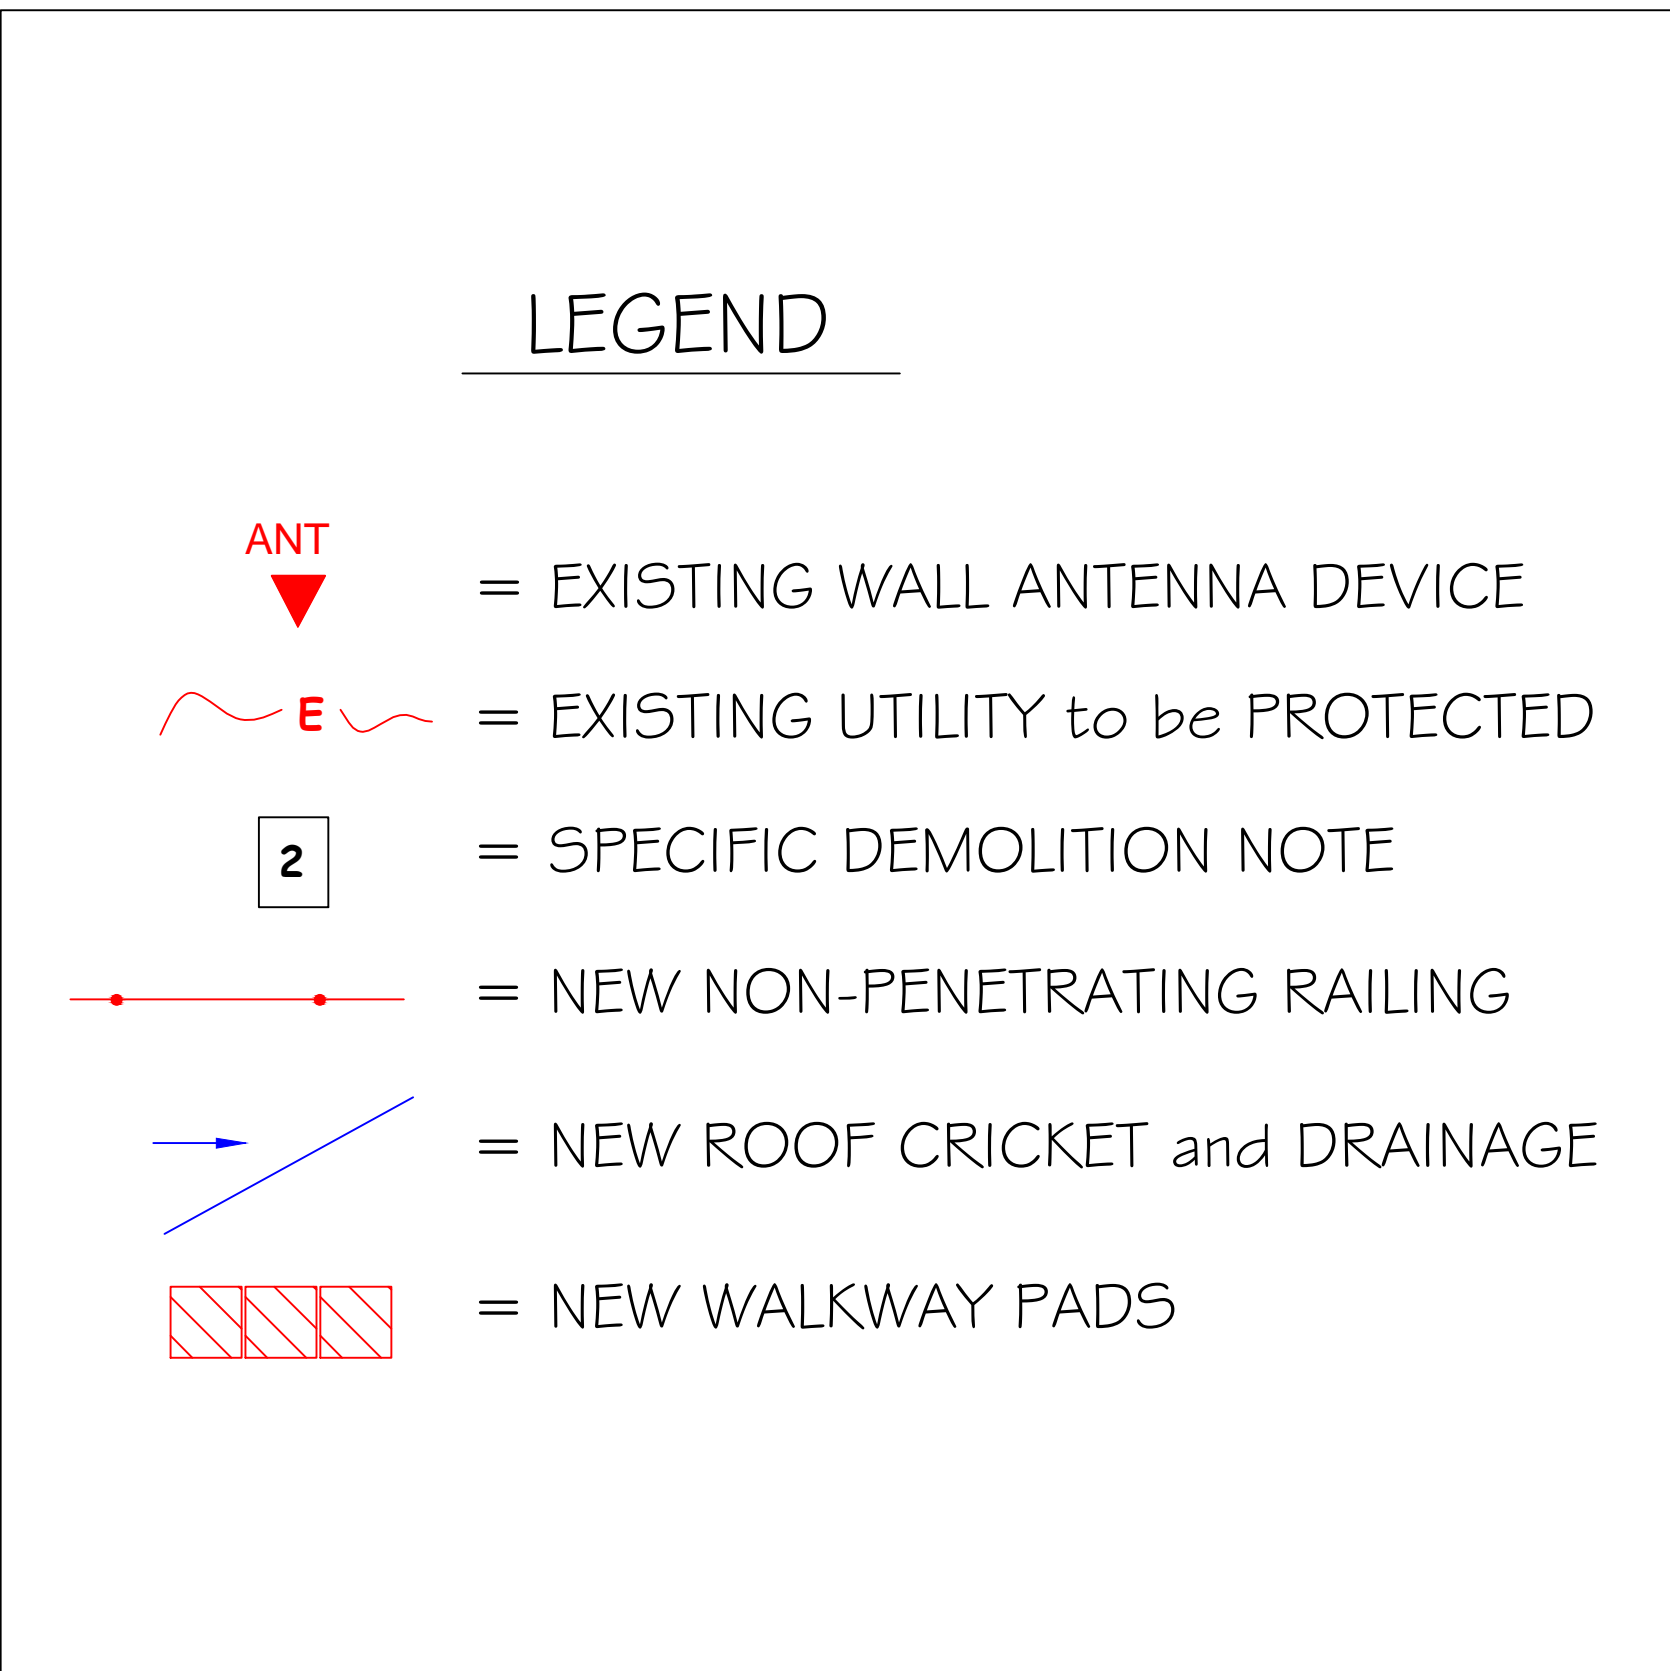 LEGEND
ANT
= EXISTING WALL ANTENNA DEVICE
E = EXISTING UTILITY to be PROTECTED
2 = SPECIFIC DEMOLITION NOTE
= NEW NON-PENETRATING RAILING
= NEW ROOF CRICKET and DRAINAGE
= NEW WALKWAY PADS